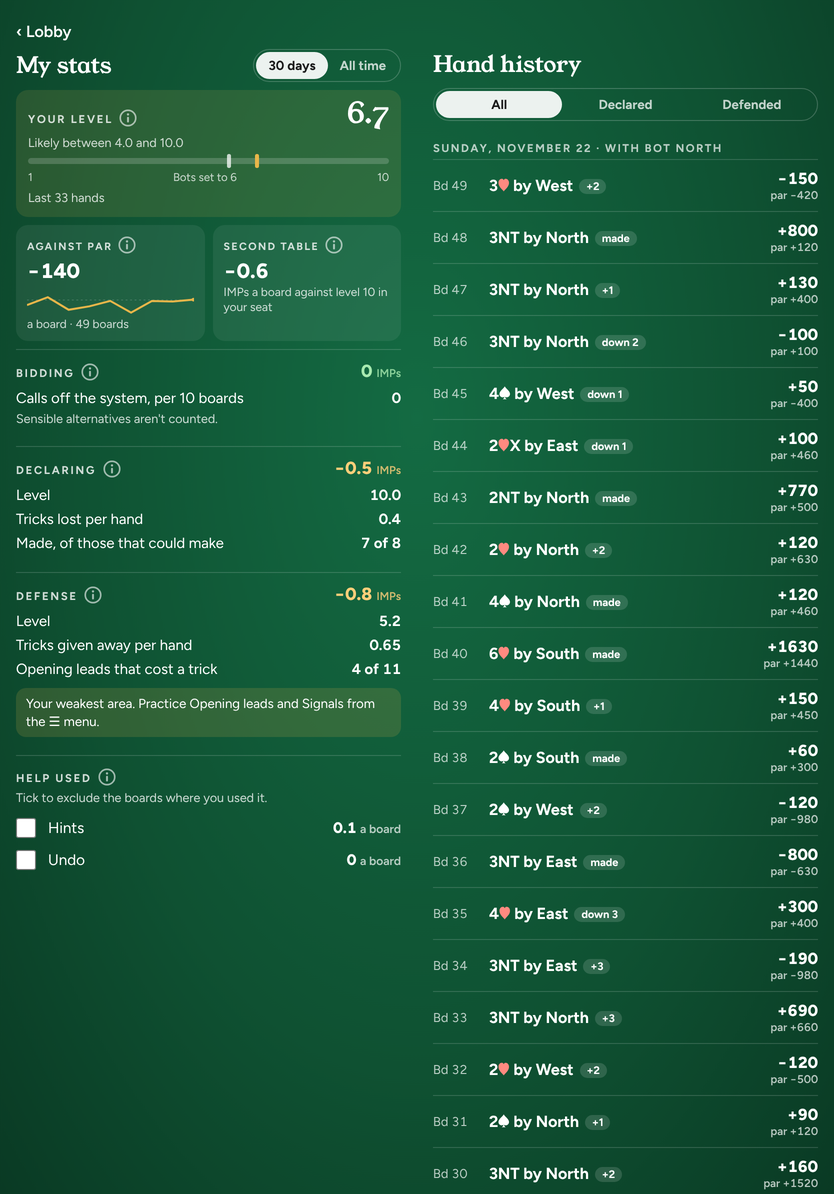 ‹ Lobby
My stats
30 days
All time
YOUR LEVEL
6.7
Likely between 4.0 and 10.0
1
Bots set to 6
10
Last 33 hands
AGAINST PAR
-140
a board · 49 boards
SECOND TABLE
-0.6
IMPs a board against level 10 in
your seat
BIDDING
0 IMPs
Calls off the system, per 10 boards
0
Sensible alternatives aren't counted.
DECLARING
-0.5 IMPs
Level
10.0
Tricks lost per hand
0.4
Made, of those that could make
7 of 8
DEFENSE
-0.8 IMPs
Level
5.2
Tricks given away per hand
0.65
Opening leads that cost a trick
4 of 11
Your weakest area. Practice Opening leads and Signals from
the ☰ menu.
HELP USED
Tick to exclude the boards where you used it.
Hints
0.1 a board
Undo
0 a board
Hand history
All
Declared
Defended
SUNDAY, NOVEMBER 22 · WITH BOT NORTH
Bd 49 3♥ by West +2 -150
par -420
Bd 48 3NT by North made +800
par +120
Bd 47 3NT by North +1 +130
par +400
Bd 46 3NT by North down 2 -100
par +100
Bd 45 4♠ by West down 1 +50
par -400
Bd 44 2♥X by East down 1 +100
par +460
Bd 43 2NT by North made +770
par +500
Bd 42 2♥ by North +2 +120
par +630
Bd 41 4♠ by North made +120
par +460
Bd 40 6♥ by South made +1630
par +1440
Bd 39 4♥ by South +1 +150
par +450
Bd 38 2♠ by South made +60
par +300
Bd 37 2♠ by West +2 -120
par -980
Bd 36 3NT by East made -800
par -630
Bd 35 4♥ by East down 3 +300
par +400
Bd 34 3NT by East +3 -190
par -980
Bd 33 3NT by North +3 +690
par +660
Bd 32 2♥ by West +2 -120
par -500
Bd 31 2♠ by North +1 +90
par +120
Bd 30 3NT by North +2 +160
par +1520